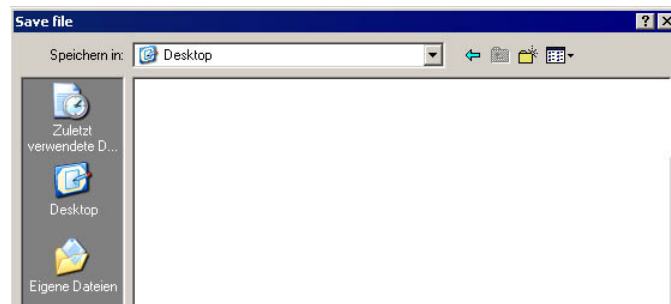 Save file
Speichern in:
Desktop
Zuletzt
verwendete D...
Desktop
Eigene Dateien